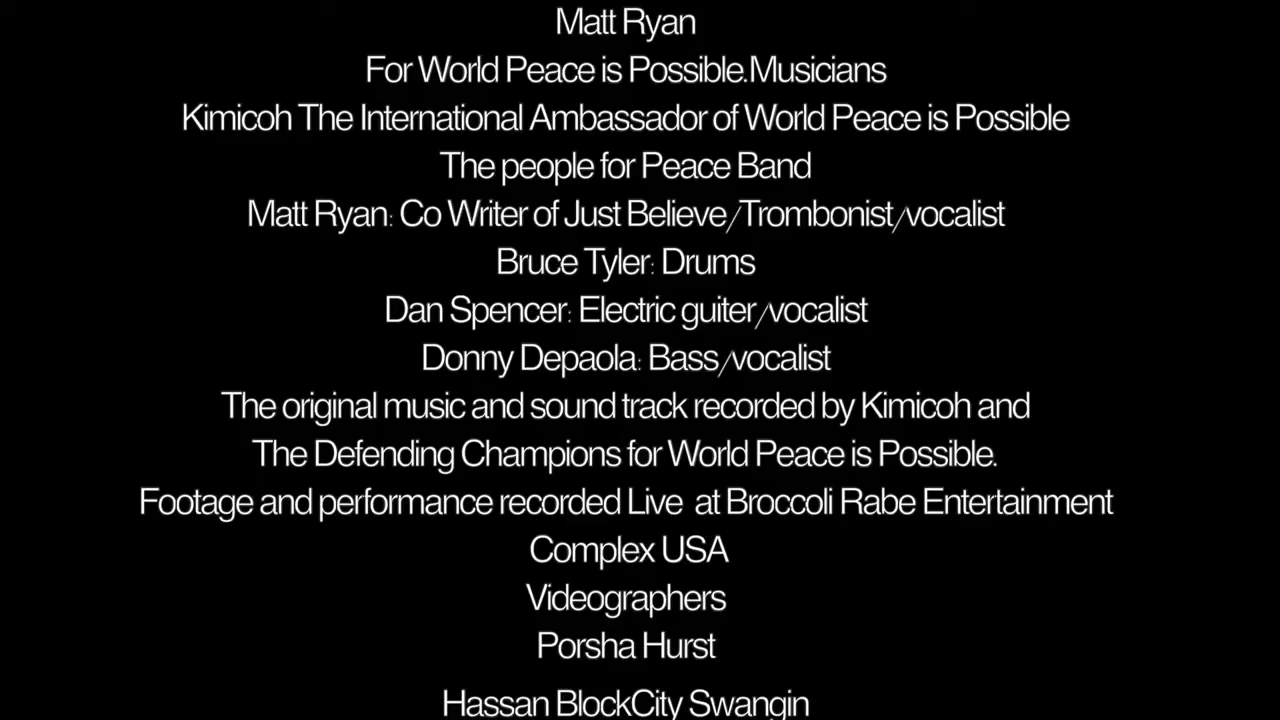 Matt Ryan
For World Peace is Possible.Musicians
Kimicoh The International Ambassador of World Peace is Possible
The people for Peace Band
Matt Ryan: Co Writer of Just Believe/Trombonist/vocalist
Bruce Tyler: Drums
Dan Spencer: Electric guiter/vocalist
Donny Depaola: Bass/vocalist
The original music and sound track recorded by Kimicoh and
The Defending Champions for World Peace is Possible.
Footage and performance recorded Live  at Broccoli Rabe Entertainment
Complex USA
Videographers
Porsha Hurst
Hassan BlockCity Swangin